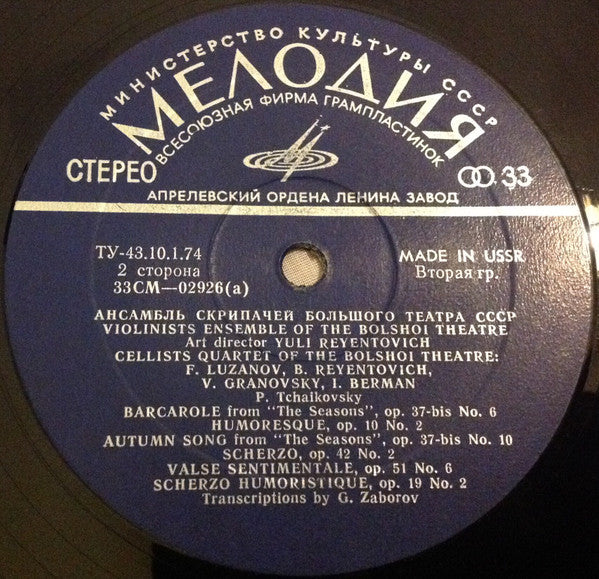 МИНИСТЕРСТВО КУЛЬТУРЫ СССР
МЕЛОДИЯ
ВСЕСОЮЗНАЯ ФИРМА ГРАМПЛАСТИНОК
СТЕРЕО
33
АПРЕЛЕВСКИЙ ОРДЕНА ЛЕНИНА ЗАВОД
ТУ-43.10.1.74
2 сторона
33СМ—02926(а)
MADE IN USSR
Вторая гр.
АНСАМБЛЬ СКРИПАЧЕЙ БОЛЬШОГО ТЕАТРА СССР
VIOLINISTS ENSEMBLE OF THE BOLSHOI THEATRE
Art director YULI REYENTOVICH
CELLISTS QUARTET OF THE BOLSHOI THEATRE:
F. LUZANOV, B. REYENTOVICH,
V. GRANOVSKY, I. BERMAN
P. Tchaikovsky
BARCAROLE from "The Seasons", op. 37-bis No. 6
HUMORESQUE, op. 10 No. 2
AUTUMN SONG from "The Seasons", op. 37-bis No. 10
SCHERZO, op. 42 No. 2
VALSE SENTIMENTALE, op. 51 No. 6
SCHERZO HUMORISTIQUE, op. 19 No. 2
Transcriptions by G. Zaborov